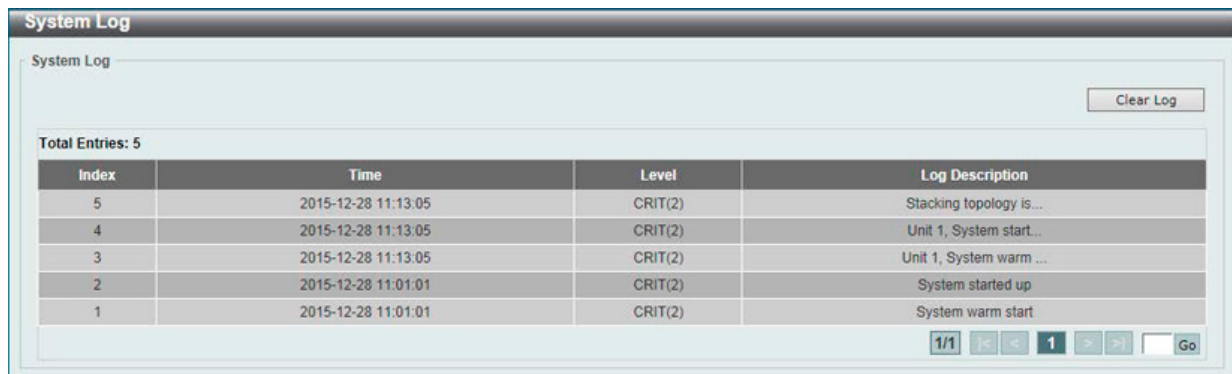 System Log
System Log
Clear Log
Total Entries: 5
Index Time Level Log Description
5 2015-12-28 11:13:05 CRIT(2) Stacking topology is...
4 2015-12-28 11:13:05 CRIT(2) Unit 1, System start...
3 2015-12-28 11:13:05 CRIT(2) Unit 1, System warm ...
2 2015-12-28 11:01:01 CRIT(2) System started up
1 2015-12-28 11:01:01 CRIT(2) System warm start
1/1 |< < 1 > >| Go